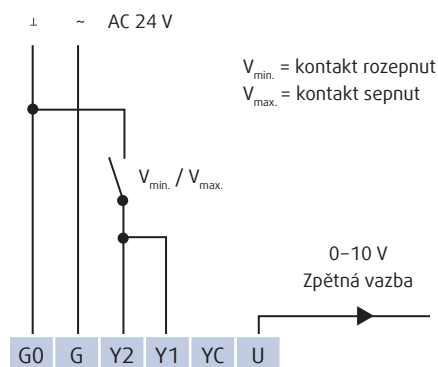 ⊥ ~ AC 24 V
Vmin. = kontakt rozepnut
Vmax. = kontakt sepnut
Vmin. / Vmax.
0–10 V
Zpětná vazba
G0 G Y2 Y1 YC U